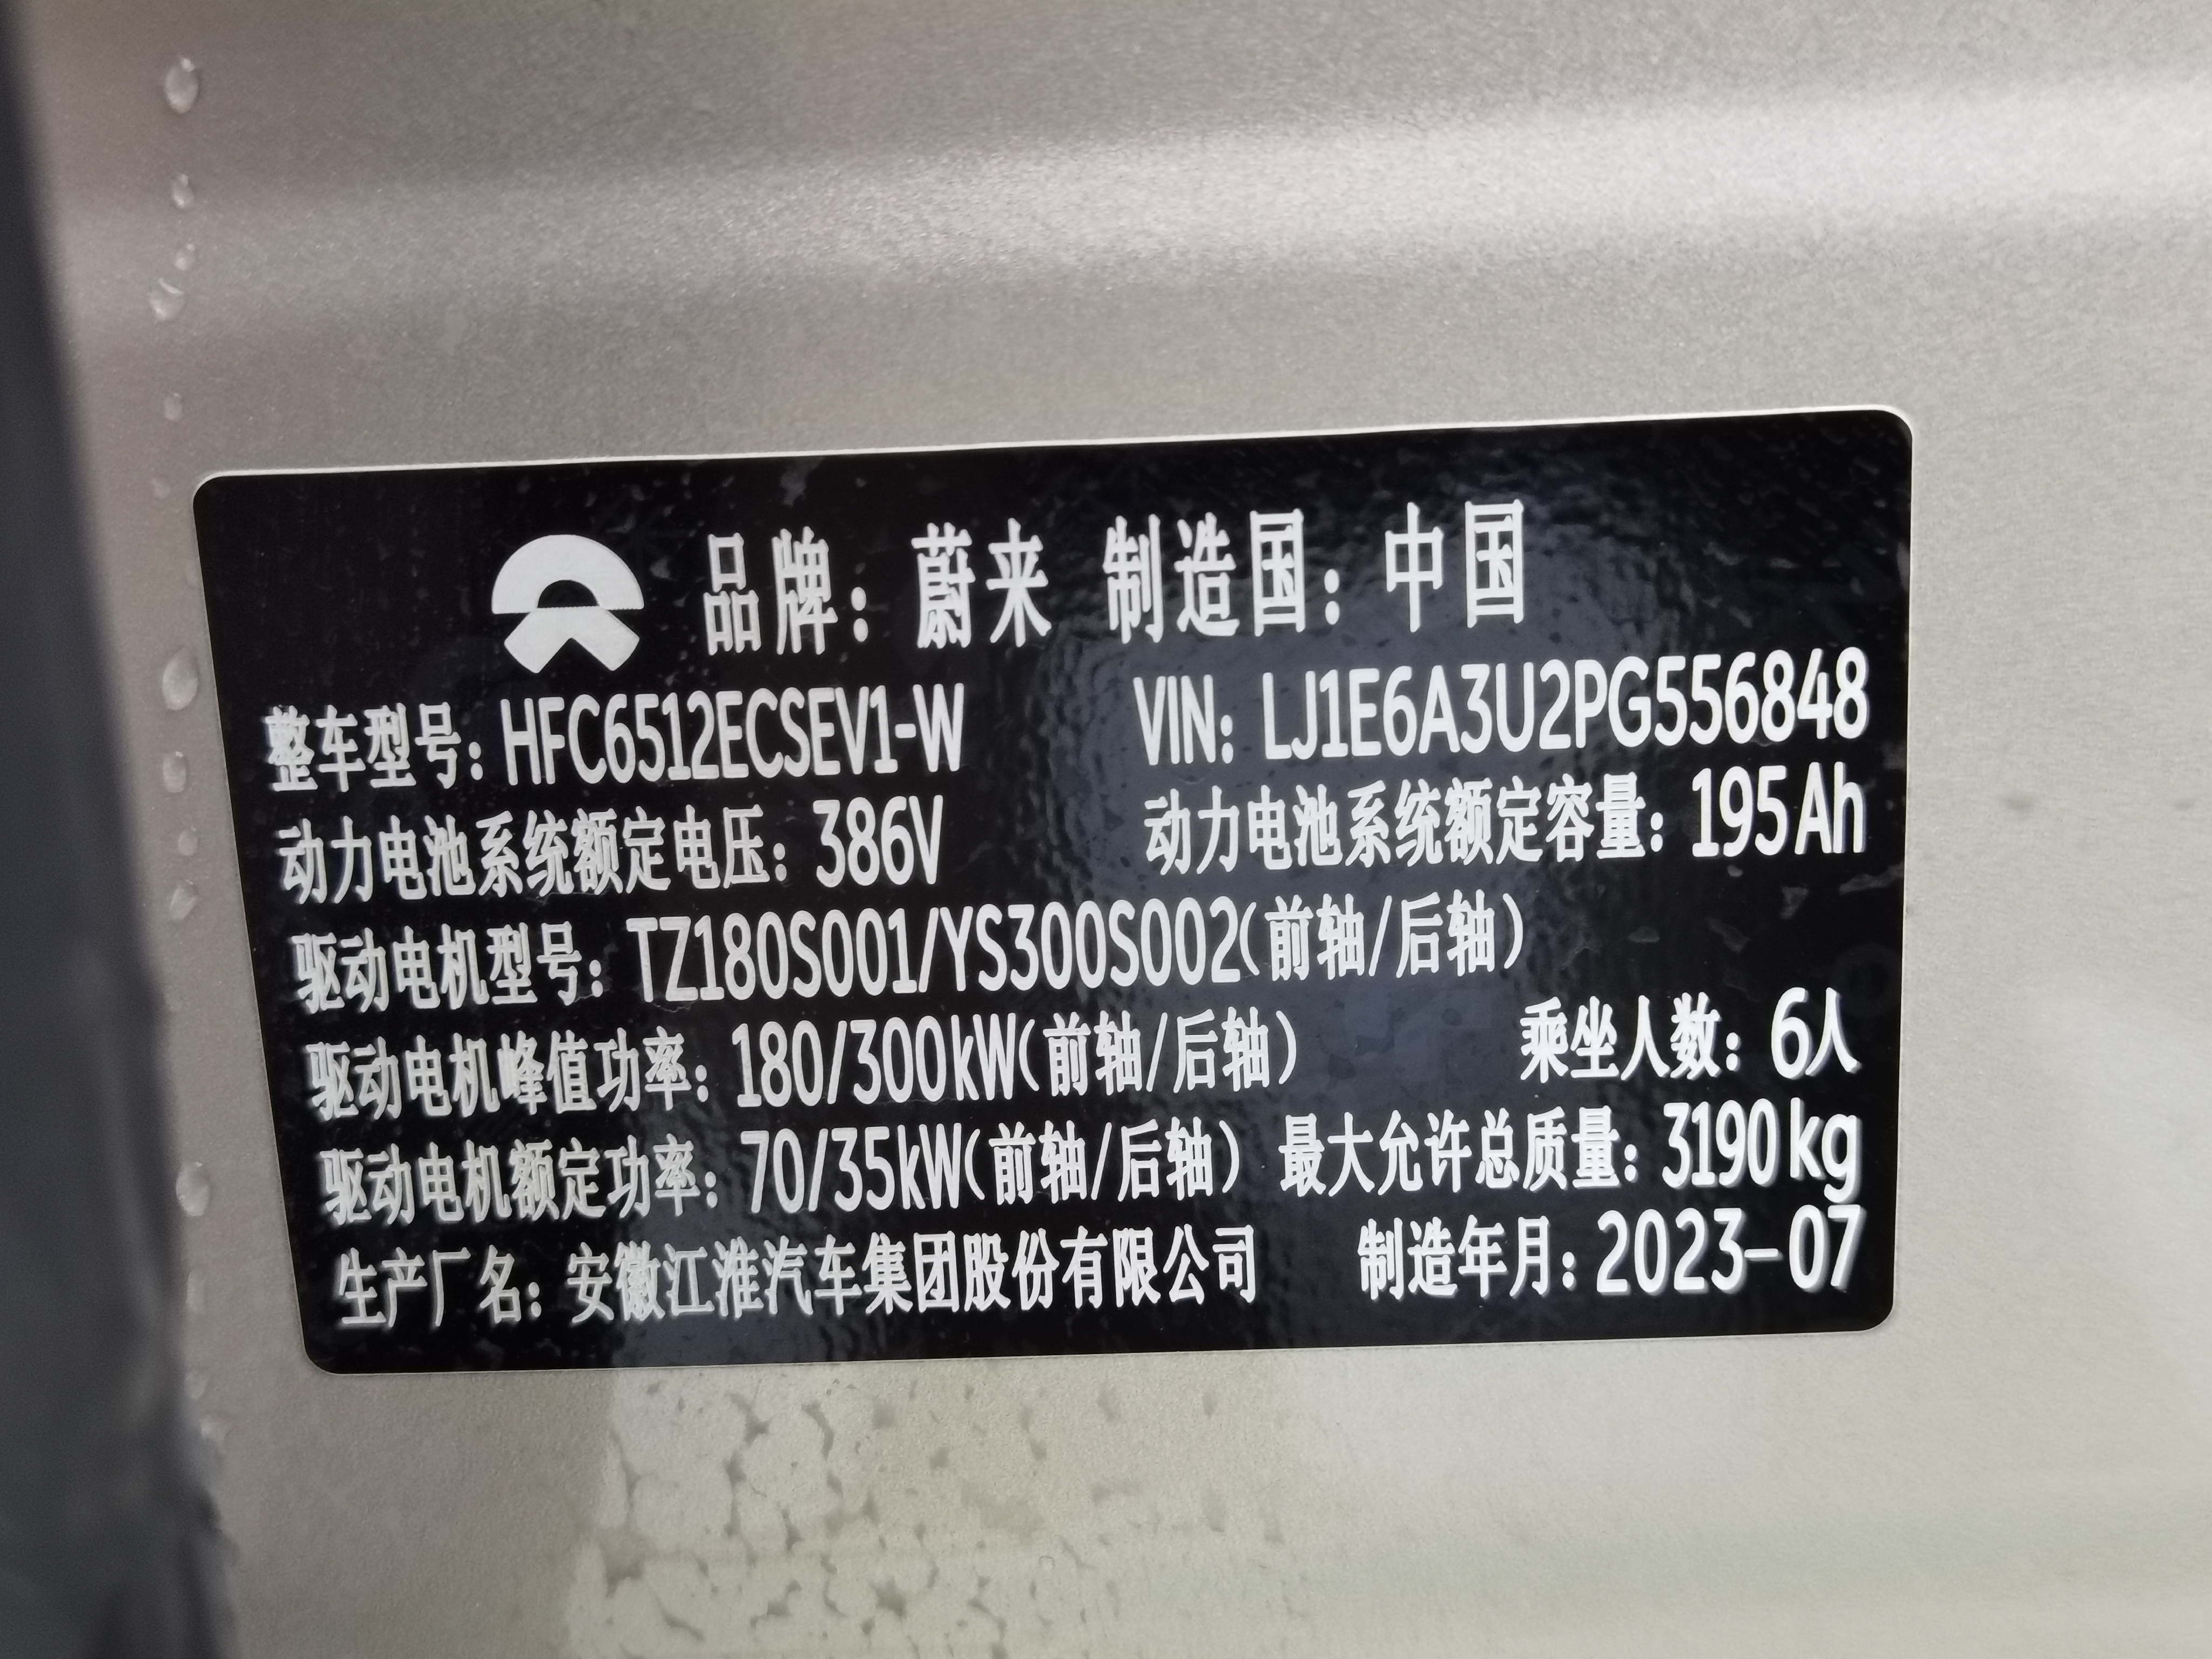 品牌：蔚来 制造国：中国
整车型号：HFC6512ECSEV1-W VIN：LJ1E6A3U2PG556848
动力电池系统额定电压：386V 动力电池系统额定容量：195Ah
驱动电机型号：TZ180S001/YS300S002(前轴/后轴)
驱动电机峰值功率：180/300kW(前轴/后轴) 乘坐人数：6人
驱动电机额定功率：70/35kW(前轴/后轴) 最大允许总质量：3190kg
生产厂名：安徽江淮汽车集团股份有限公司 制造年月：2023-07